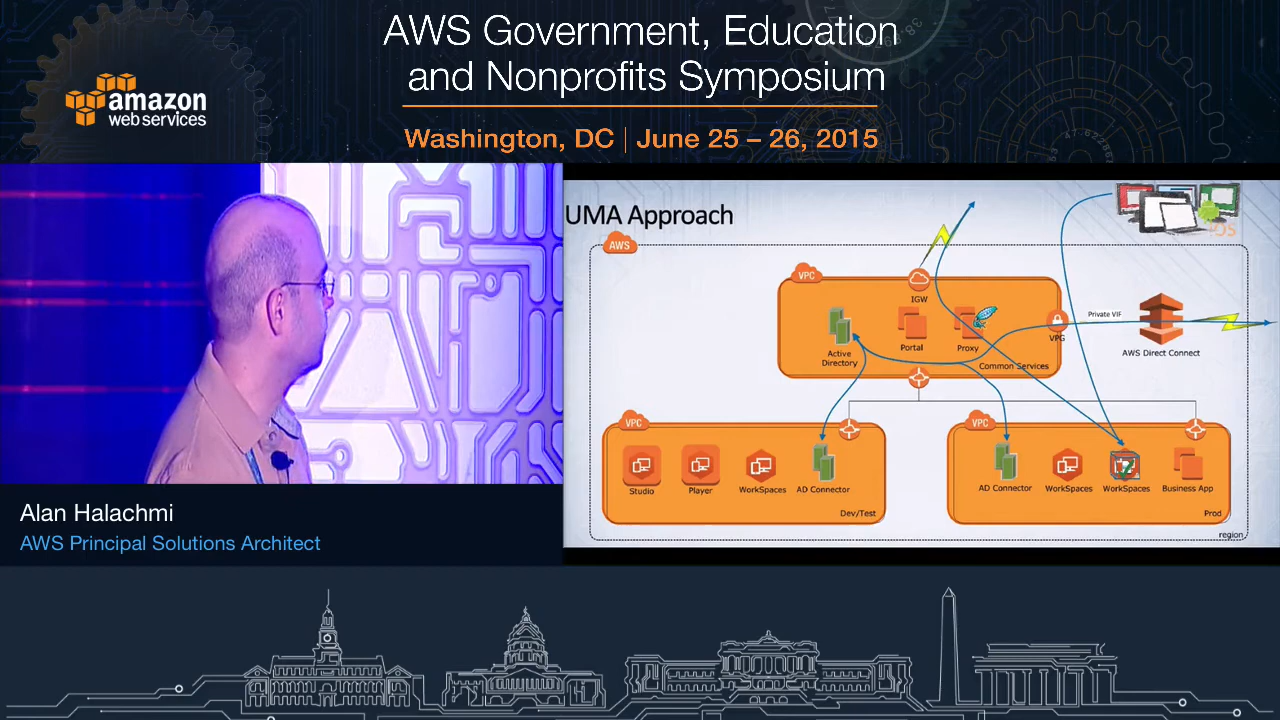 AWS Government, Education
and Nonprofits Symposium
amazon
web services
Washington, DC | June 25 – 26, 2015
UMA Approach
AWS
VPC
IGW
Active
Directory
Portal
Proxy
VPG
Private VIF
AWS Direct Connect
Common Services
VPC
Studio
Player
WorkSpaces
AD Connector
Dev/Test
VPC
AD Connector
WorkSpaces
WorkSpaces
Business App
Prod
region
Alan Halachmi
AWS Principal Solutions Architect